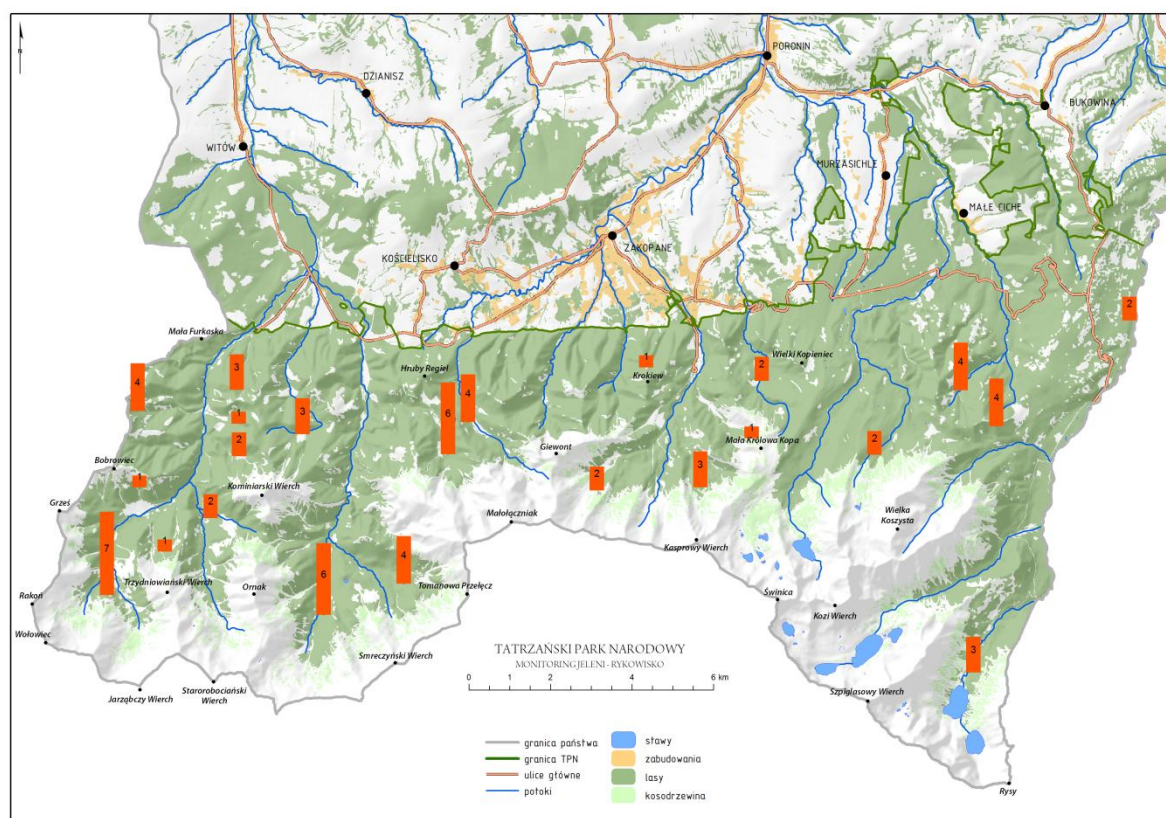 N
PORONIN
DZIANISZ
BUKOWINA T.
WITÓW
MURZASICHLE
MAŁE CICHE
ZAKOPANE
KOŚCIELISKO
2
Mała Furkaska
4
3
Hruby Regiel
1
Krokiew
2
Wielki Kopieniec
4
4
6
4
3
1
2
1
Mała Królowa Kopa
2
Giewont
3
2
Bobrowiec
1
Kominiarski Wierch
2
Grześ
Małołączniak
Wielka
Koszysta
Kasprowy Wierch
7
1
6
4
Trzydniowiański Wierch
Ornak
Tomanowa Przełęcz
Rakoń
Świnica
Kozi Wierch
Wołowiec
3
TATRZAŃSKI PARK NARODOWY
MONITORING JELENI - RYKOWISKO
Smreczyński Wierch
0 2 4 6 km
Starorobociański
Wierch
Jarząbczy Wierch
Szpiglasowy Wierch
granica państwa
granica TPN
ulice główne
potoki
stawy
zabudowania
lasy
kosodrzewina
Rysy